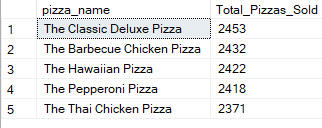 pizza_name Total_Pizzas_Sold
1 The Classic Deluxe Pizza 2453
2 The Barbecue Chicken Pizza 2432
3 The Hawaiian Pizza 2422
4 The Pepperoni Pizza 2418
5 The Thai Chicken Pizza 2371